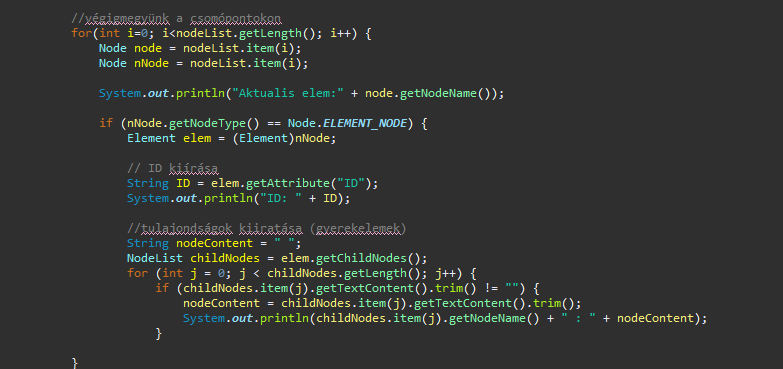 //végigmegyünk a csomópontokon
for(int i=0; i<nodeList.getLength(); i++) {
Node node = nodeList.item(i);
Node nNode = nodeList.item(i);
System.out.println("Aktualis elem:" + node.getNodeName());
if (nNode.getNodeType() == Node.ELEMENT_NODE) {
Element elem = (Element)nNode;
// ID kiírása
String ID = elem.getAttribute("ID");
System.out.println("ID: " + ID);
//tulajondságok kiiratása (gyerekelemek)
String nodeContent = " ";
NodeList childNodes = elem.getChildNodes();
for (int j = 0; j < childNodes.getLength(); j++) {
if (childNodes.item(j).getTextContent().trim() != "") {
nodeContent = childNodes.item(j).getTextContent().trim();
System.out.println(childNodes.item(j).getNodeName() + " : " + nodeContent);
}
}